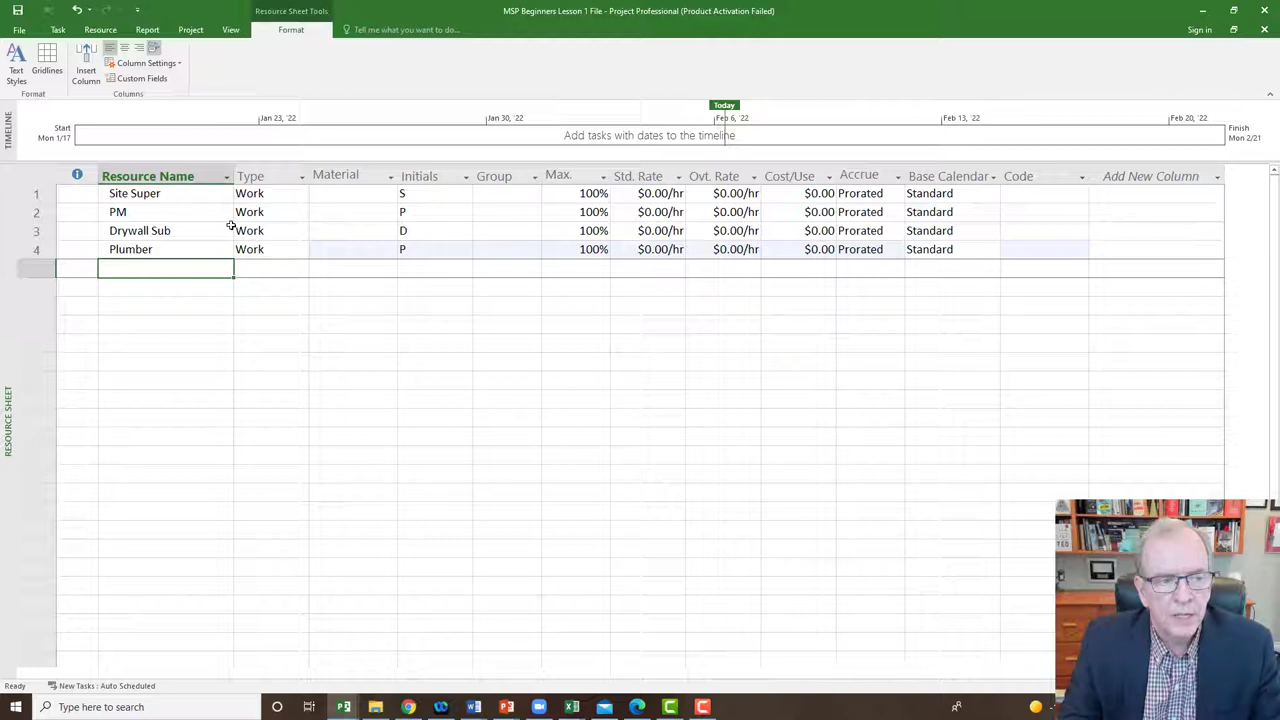 Resource Sheet Tools
MSP Beginners Lesson 1 File - Project Professional (Product Activation Failed)
File Task Resource Report Project View Format Tell me what you want to do... Sign in
Text Styles
Gridlines
Insert Column
Column Settings
Custom Fields
Format
Columns
TIMELINE
Today
Jan 23, '22 Jan 30, '22 Feb 6, '22 Feb 13, '22 Feb 20, '22
Start
Mon 1/17
Add tasks with dates to the timeline
Finish
Mon 2/21
Resource Name Type Material Initials Group Max. Std. Rate Ovt. Rate Cost/Use Accrue Base Calendar Code Add New Column
1 Site Super Work S 100% $0.00/hr $0.00/hr $0.00 Prorated Standard
2 PM Work P 100% $0.00/hr $0.00/hr $0.00 Prorated Standard
3 Drywall Sub Work D 100% $0.00/hr $0.00/hr $0.00 Prorated Standard
4 Plumber Work P 100% $0.00/hr $0.00/hr $0.00 Prorated Standard
RESOURCE SHEET
Ready New Tasks : Auto Scheduled
Type here to search